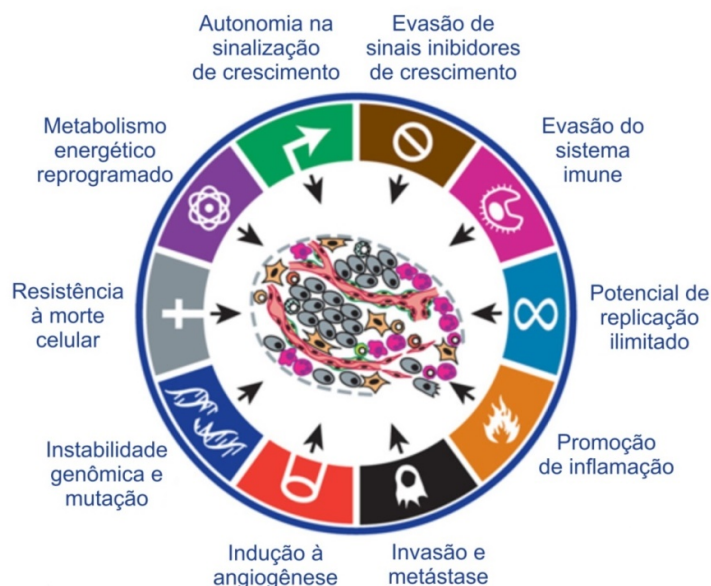 Autonomia na
sinalização
de crescimento
Evasão de
sinais inibidores
de crescimento
Metabolismo
energético
reprogramado
Evasão do
sistema
imune
Resistência
à morte
celular
Potencial de
replicação
ilimitado
Instabilidade
genômica e
mutação
Promoção
de inflamação
Indução à
angiogênese
Invasão e
metástase